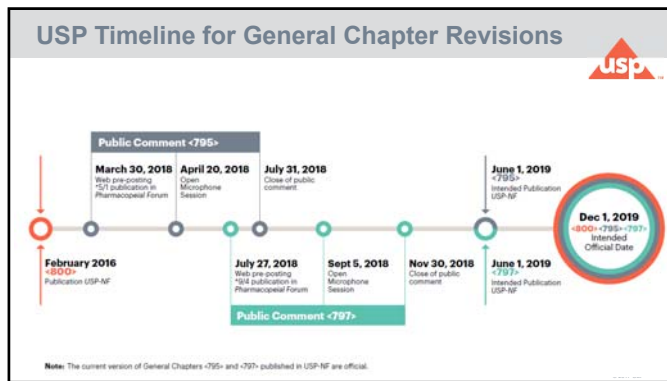 USP Timeline for General Chapter Revisions
usp
Public Comment <795>
March 30, 2018
Web pre-posting
*5/1 publication in
Pharmacopeial Forum
April 20, 2018
Open
Microphone
Session
July 31, 2018
Close of public
comment
June 1, 2019
<795>
Intended Publication
USP-NF
Dec 1, 2019
<800> <795> <797>
Intended
Official Date
February 2016
<800>
Publication USP-NF
July 27, 2018
Web pre-posting
*9/4 publication in
Pharmacopeial Forum
Sept 5, 2018
Open
Microphone
Session
Nov 30, 2018
Close of public
comment
June 1, 2019
<797>
Intended Publication
USP-NF
Public Comment <797>
Note: The current version of General Chapters <795> and <797> published in USP-NF are official.